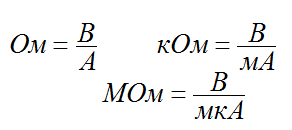 Ом = В/А    кОм = В/мА
МОм = В/мкА